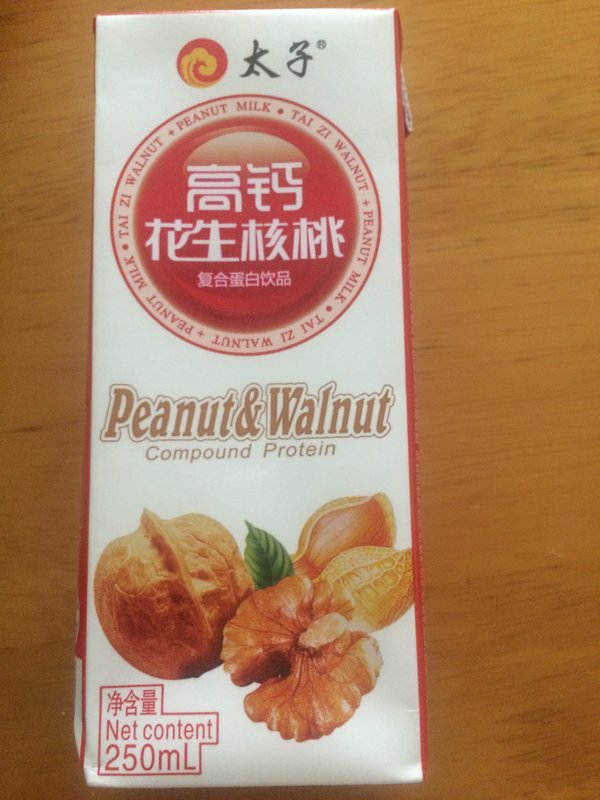 太子®
TAI ZI WALNUT + PEANUT MILK • TAI ZI WALNUT + PEANUT MILK • TAI ZI WALNUT + PEANUT MILK •
高钙
花生核桃
复合蛋白饮品
Peanut&Walnut
Compound Protein
净含量
Net content
250mL